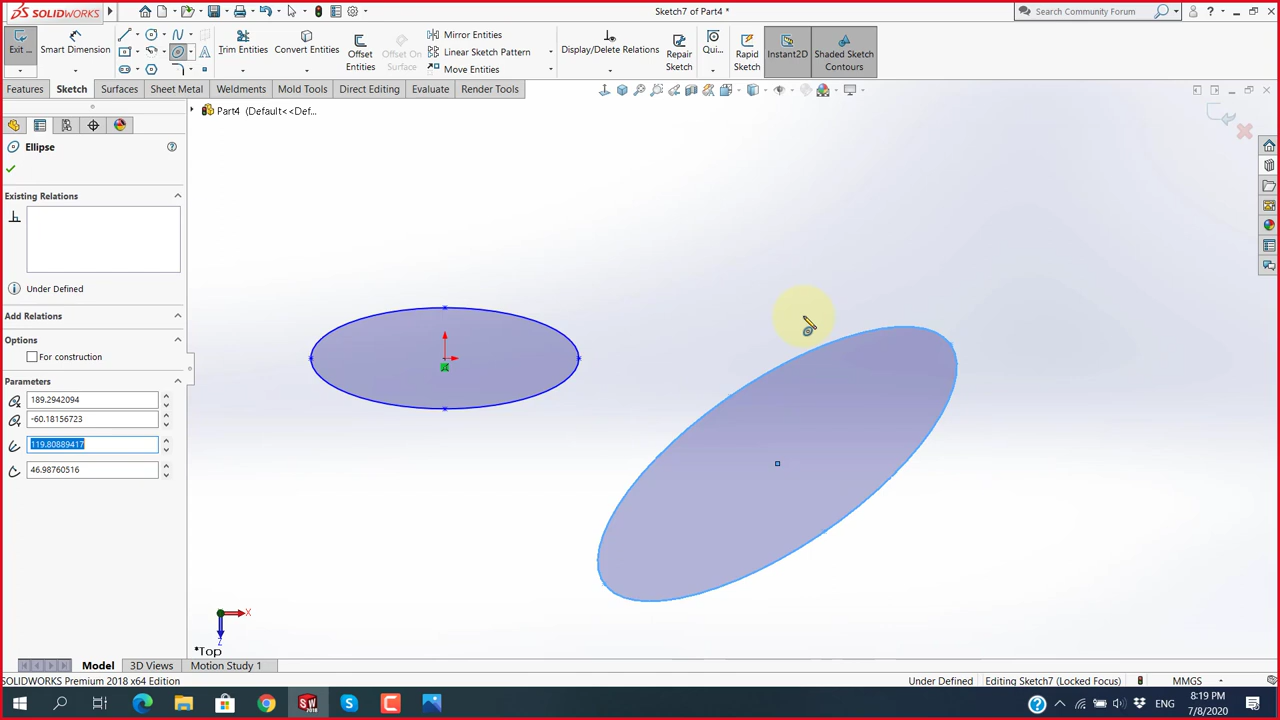 SOLIDWORKS
Sketch7 of Part4 *
Search Community Forum
?
Exit ...
Smart Dimension
Trim Entities
Convert Entities
Offset Entities
Offset On Surface
Mirror Entities
Linear Sketch Pattern
Move Entities
Display/Delete Relations
Repair Sketch
Qui...
Rapid Sketch
Instant2D
Shaded Sketch Contours
Features
Sketch
Surfaces
Sheet Metal
Weldments
Mold Tools
Direct Editing
Evaluate
Render Tools
Part4 (Default<<Def...
Ellipse
Existing Relations
Under Defined
Add Relations
Options
For construction
Parameters
189.2942094
-60.18156723
119.80889417
46.98760516
X
Z
*Top
Model
3D Views
Motion Study 1
SOLIDWORKS Premium 2018 x64 Edition
Under Defined
Editing Sketch7 (Locked Focus)
MMGS
8:19 PM
ENG
7/8/2020